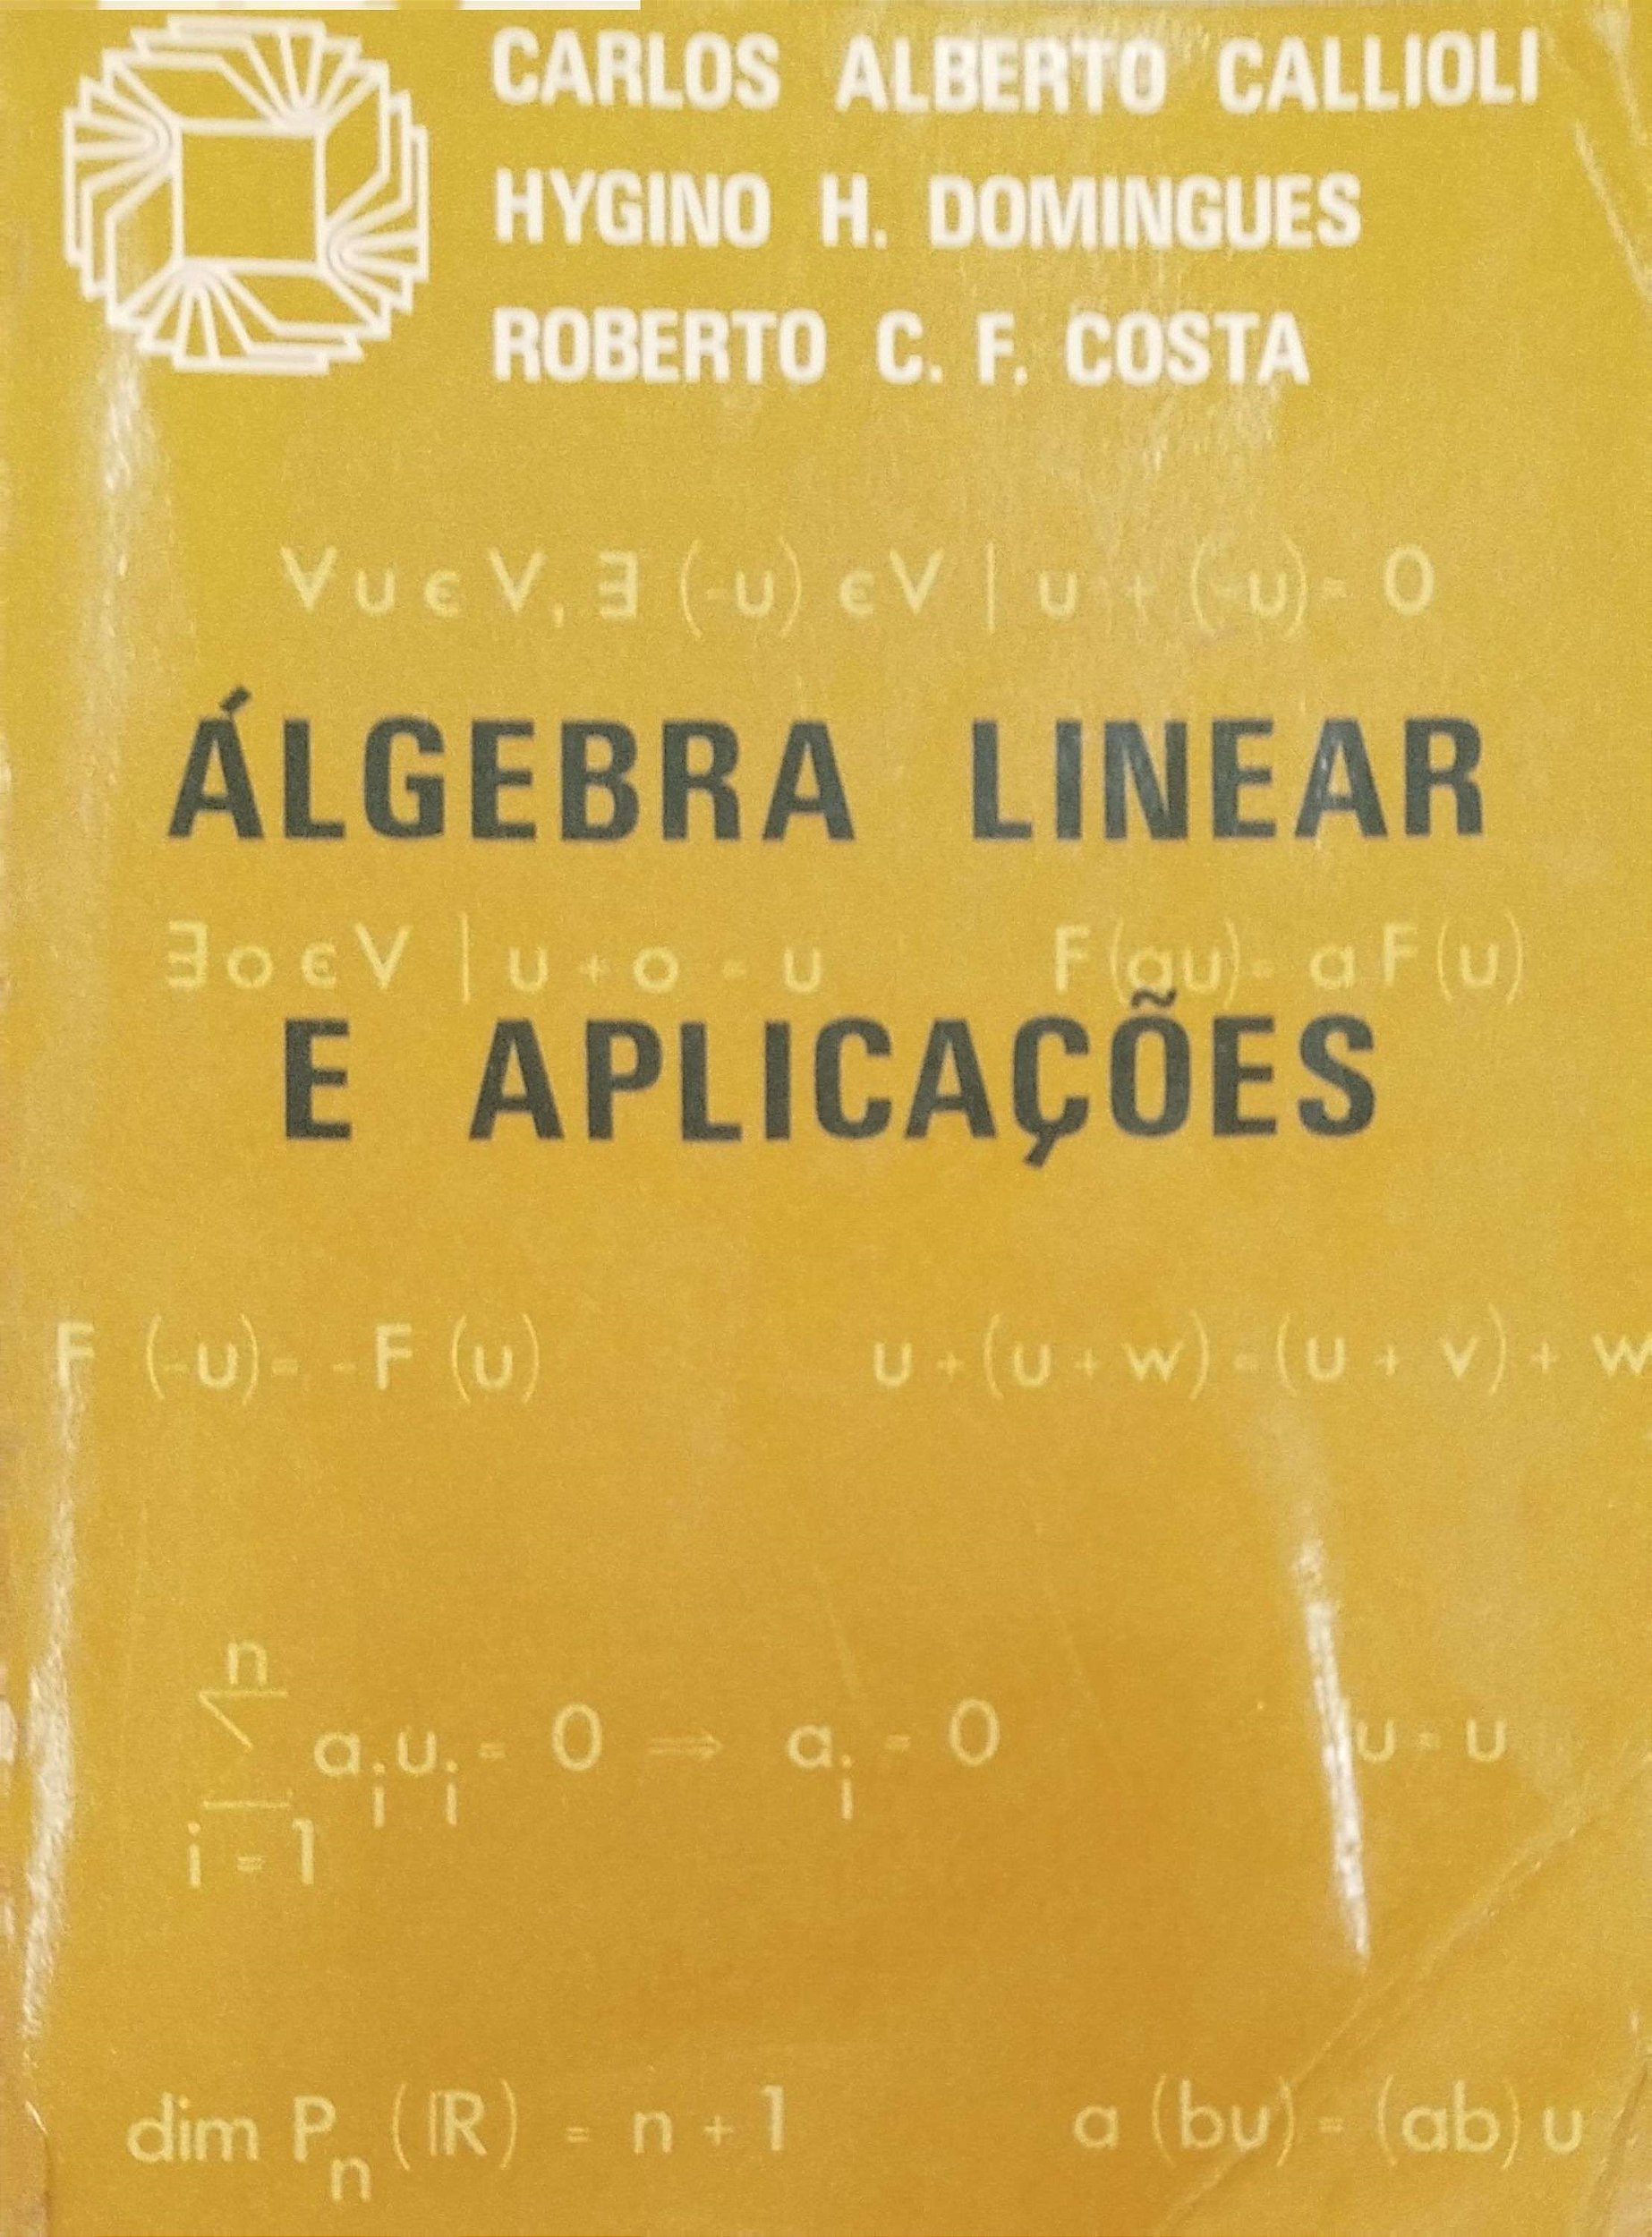 CARLOS ALBERTO CALLIOLI
HYGINO H. DOMINGUES
ROBERTO C. F. COSTA
∀u ϵ V, ∃ (-u) ϵ V | u + (-u) = 0
ÁLGEBRA LINEAR
∃ o ϵ V | u + o = u F(au) = aF(u)
E APLICAÇÕES
F (-u) = -F (u) u + (u + w) = (u + v) + w
n
∑ aᵢuᵢ = 0 ⇒ aᵢ = 0 u = u
i = 1
dim Pₙ (ℝ) = n + 1 a (bu) = (ab) u